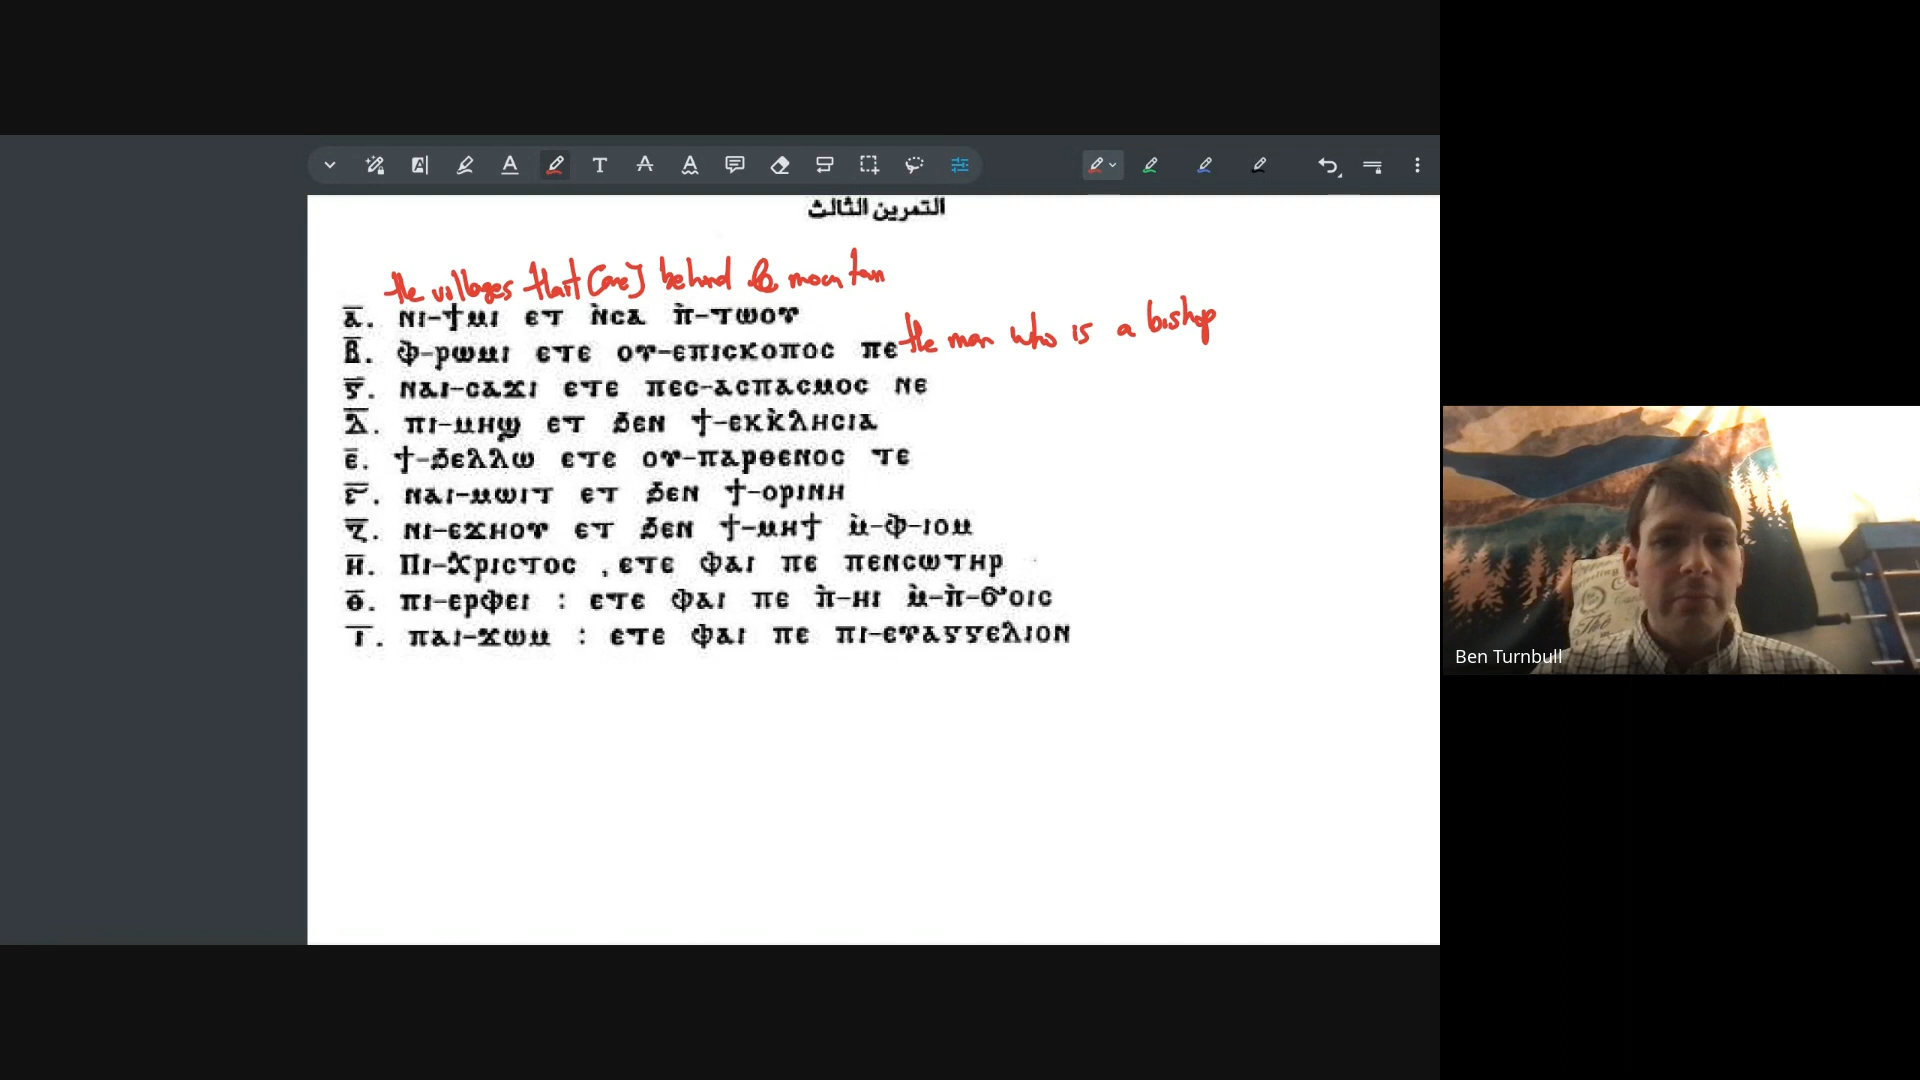 التمرين الثالث
the villages that [are] behind the mountain
ⲁ̅. ⲛⲓ-ϯⲙⲓ ⲉⲧ ⲛ̀ⲥⲁ ⲡ̀-ⲧⲱⲟⲩ
ⲃ̅. ⲫ̀-ⲣⲱⲙⲓ ⲉⲧⲉ ⲟⲩ-ⲉⲡⲓⲥⲕⲟⲡⲟⲥ ⲡⲉ the man who is a bishop
ⲅ̅. ⲛⲁⲓ-ⲥⲁϫⲓ ⲉⲧⲉ ⲡⲉⲥ-ⲁⲥⲡⲁⲥⲙⲟⲥ ⲛⲉ
ⲇ̅. ⲡⲓ-ⲙⲏϣ ⲉⲧ ϧⲉⲛ ϯ-ⲉⲕⲕ̀ⲗⲏⲥⲓⲁ
ⲉ̅. ϯ-ϧⲉⲗⲗⲱ ⲉⲧⲉ ⲟⲩ-ⲡⲁⲣⲑⲉⲛⲟⲥ ⲧⲉ
ⲋ̅. ⲛⲁⲓ-ⲙⲱⲓⲧ ⲉⲧ ϧⲉⲛ ϯ-ⲟⲣⲓⲛⲏ
ⲍ̅. ⲛⲓ-ⲉϫⲏⲟⲩ ⲉⲧ ϧⲉⲛ ϯ-ⲙⲏϯ ⲙ̀-ⲫ̀-ⲓⲟⲙ
ⲏ̅. Ⲡⲓ-Ⲭ̀ⲣⲓⲥⲧⲟⲥ , ⲉⲧⲉ ⲫⲁⲓ ⲡⲉ ⲡⲉⲛⲥⲱⲧⲏⲣ
ⲑ̅. ⲡⲓ-ⲉⲣⲫⲉⲓ : ⲉⲧⲉ ⲫⲁⲓ ⲡⲉ ⲡ̀-ⲏⲓ ⲙ̀-ⲡ̀-ϭⲟⲓⲥ
ⲓ̅. ⲡⲁⲓ-ϫⲱⲙ : ⲉⲧⲉ ⲫⲁⲓ ⲡⲉ ⲡⲓ-ⲉⲩⲁⲅⲅⲉⲗⲓⲟⲛ
Ben Turnbull